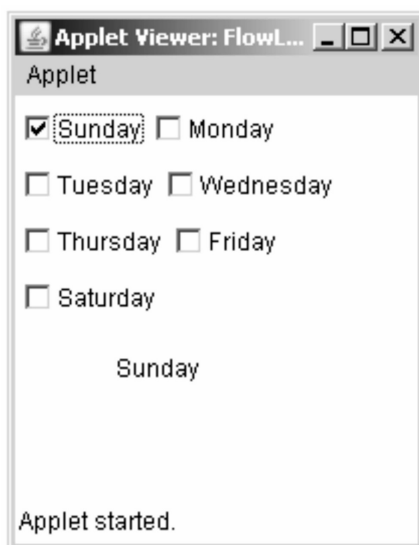 Applet Viewer: FlowL...
Applet
Sunday Monday
Tuesday Wednesday
Thursday Friday
Saturday
Sunday
Applet started.